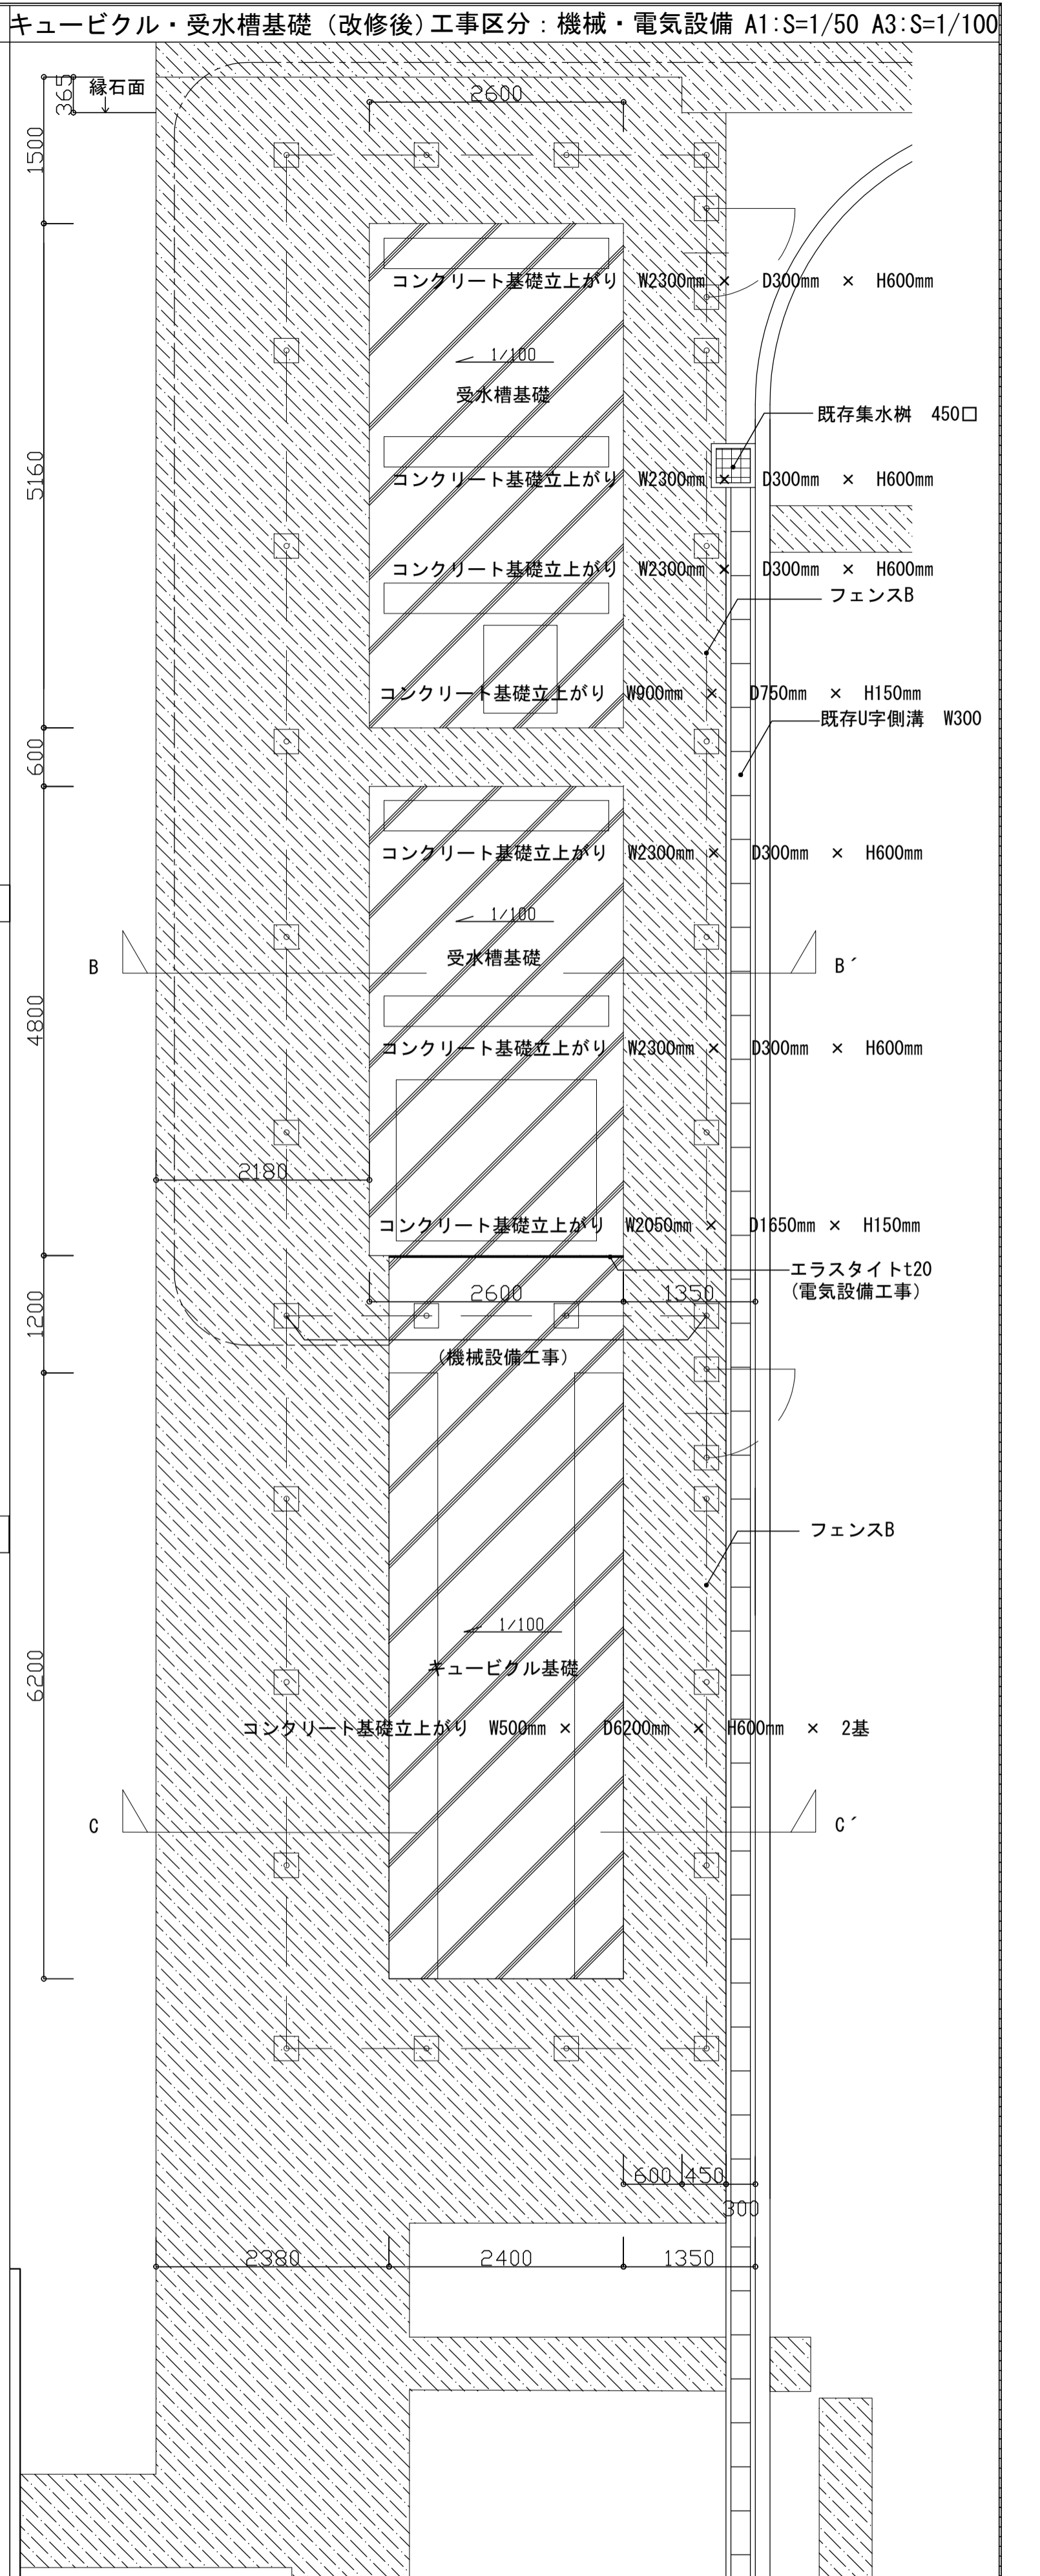 キュービクル・受水槽基礎（改修後）工事区分：機械・電気設備 A1:S=1/50 A3:S=1/100
365
縁石面
2600
1500
コンクリート基礎立上がり W2300mm × D300mm × H600mm
1/100
受水槽基礎
既存集水桝 450□
5160
コンクリート基礎立上がり W2300mm × D300mm × H600mm
コンクリート基礎立上がり W2300mm × D300mm × H600mm
フェンスB
コンクリート基礎立上がり W900mm × D750mm × H150mm
既存U字側溝 W300
600
コンクリート基礎立上がり W2300mm × D300mm × H600mm
1/100
受水槽基礎
B
B´
4800
コンクリート基礎立上がり W2300mm × D300mm × H600mm
2180
コンクリート基礎立上がり W2050mm × D1650mm × H150mm
エラスタイトt20
(電気設備工事)
2600
1350
1200
(機械設備工事)
フェンスB
1/100
キュービクル基礎
6200
コンクリート基礎立上がり W500mm × D6200mm × H600mm × 2基
C
C´
600
450
300
2380
2400
1350